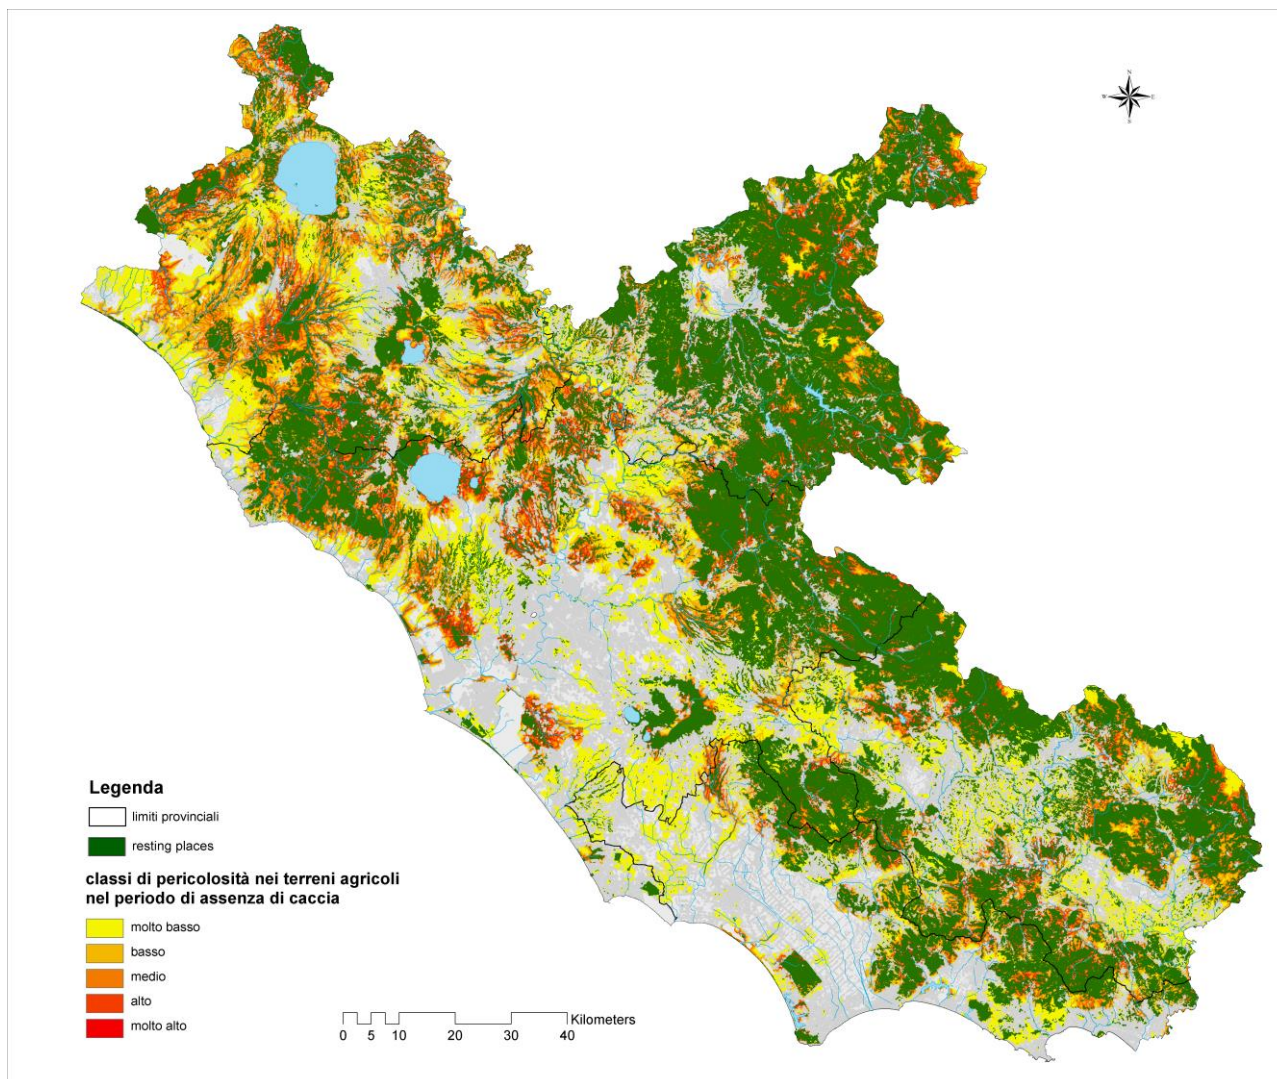 N
W E
S
Legenda
limiti provinciali
resting places
classi di pericolosità nei terreni agricoli
nel periodo di assenza di caccia
molto basso
basso
medio
alto
molto alto
Kilometers
0 5 10 20 30 40